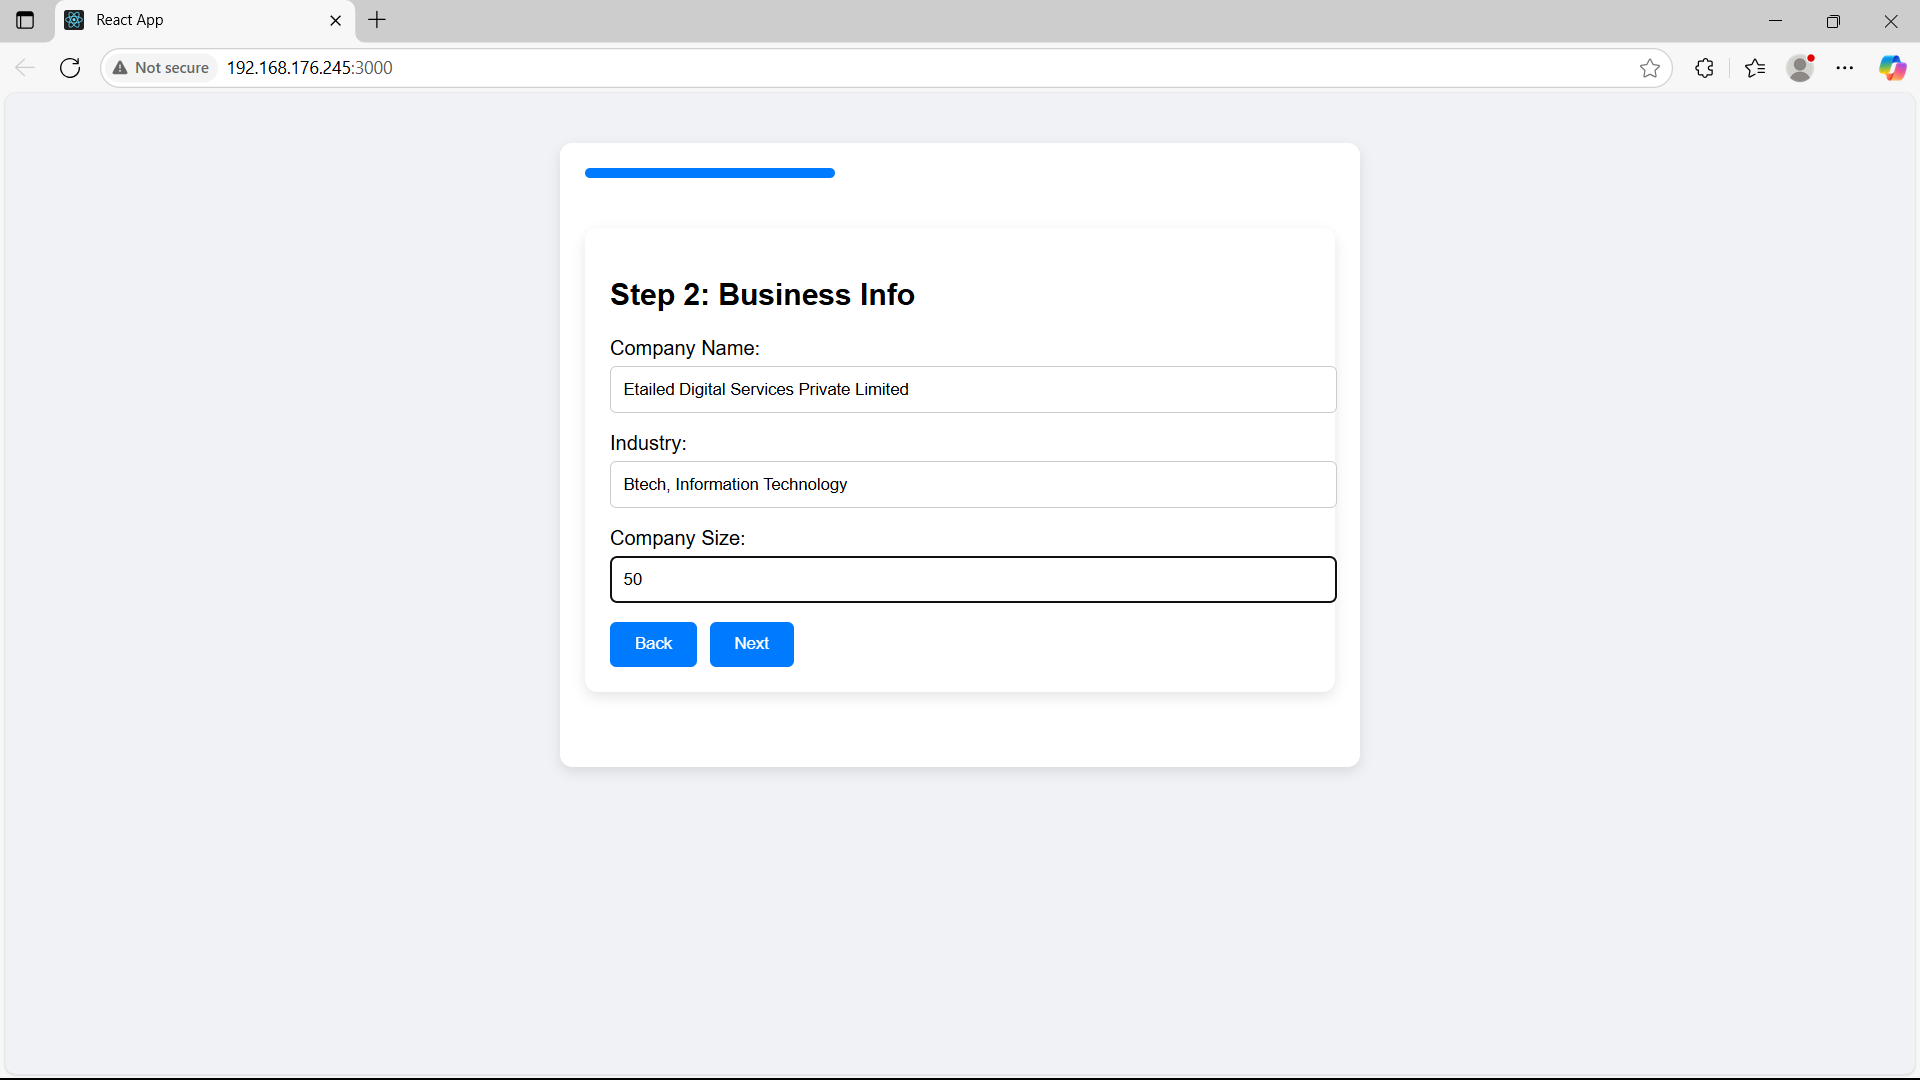 React App
Not secure
192.168.176.245:3000
Step 2: Business Info
Company Name:
Etailed Digital Services Private Limited
Industry:
Btech, Information Technology
Company Size:
50
Back Next